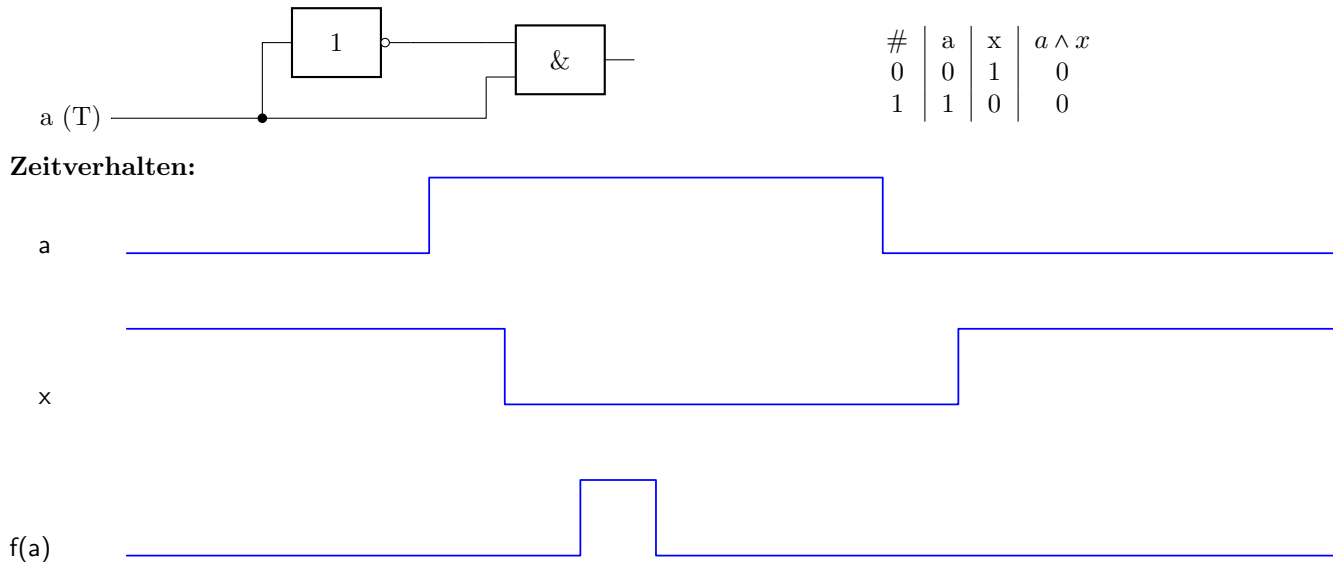 1
&
a (T)
# a x a ∧ x
0 0 1 0
1 1 0 0
Zeitverhalten:
a
x
f(a)